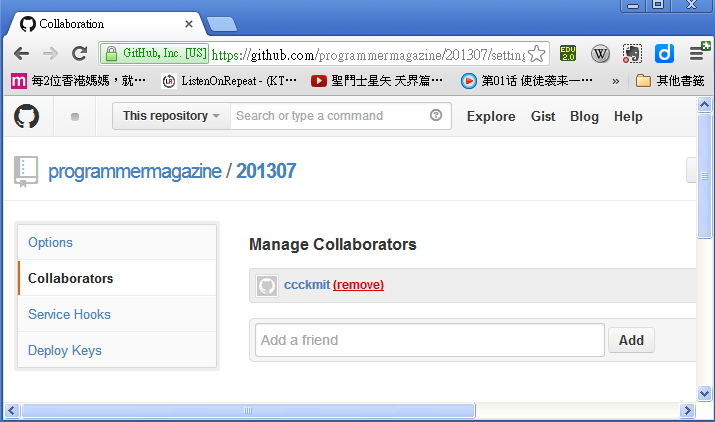 Collaboration
GitHub, Inc. [US] https://github.com/programmermagazine/201307/setting
EDU 2.0 W d
m 每2位香港媽媽，就… ListenOnRepeat - (KT… 聖鬥士星矢 天界篇… 第01话 使徒袭来一… » 其他書籤
This repository Search or type a command Explore Gist Blog Help
programmermagazine / 201307
Options
Collaborators
Service Hooks
Deploy Keys
Manage Collaborators
ccckmit (remove)
Add a friend Add